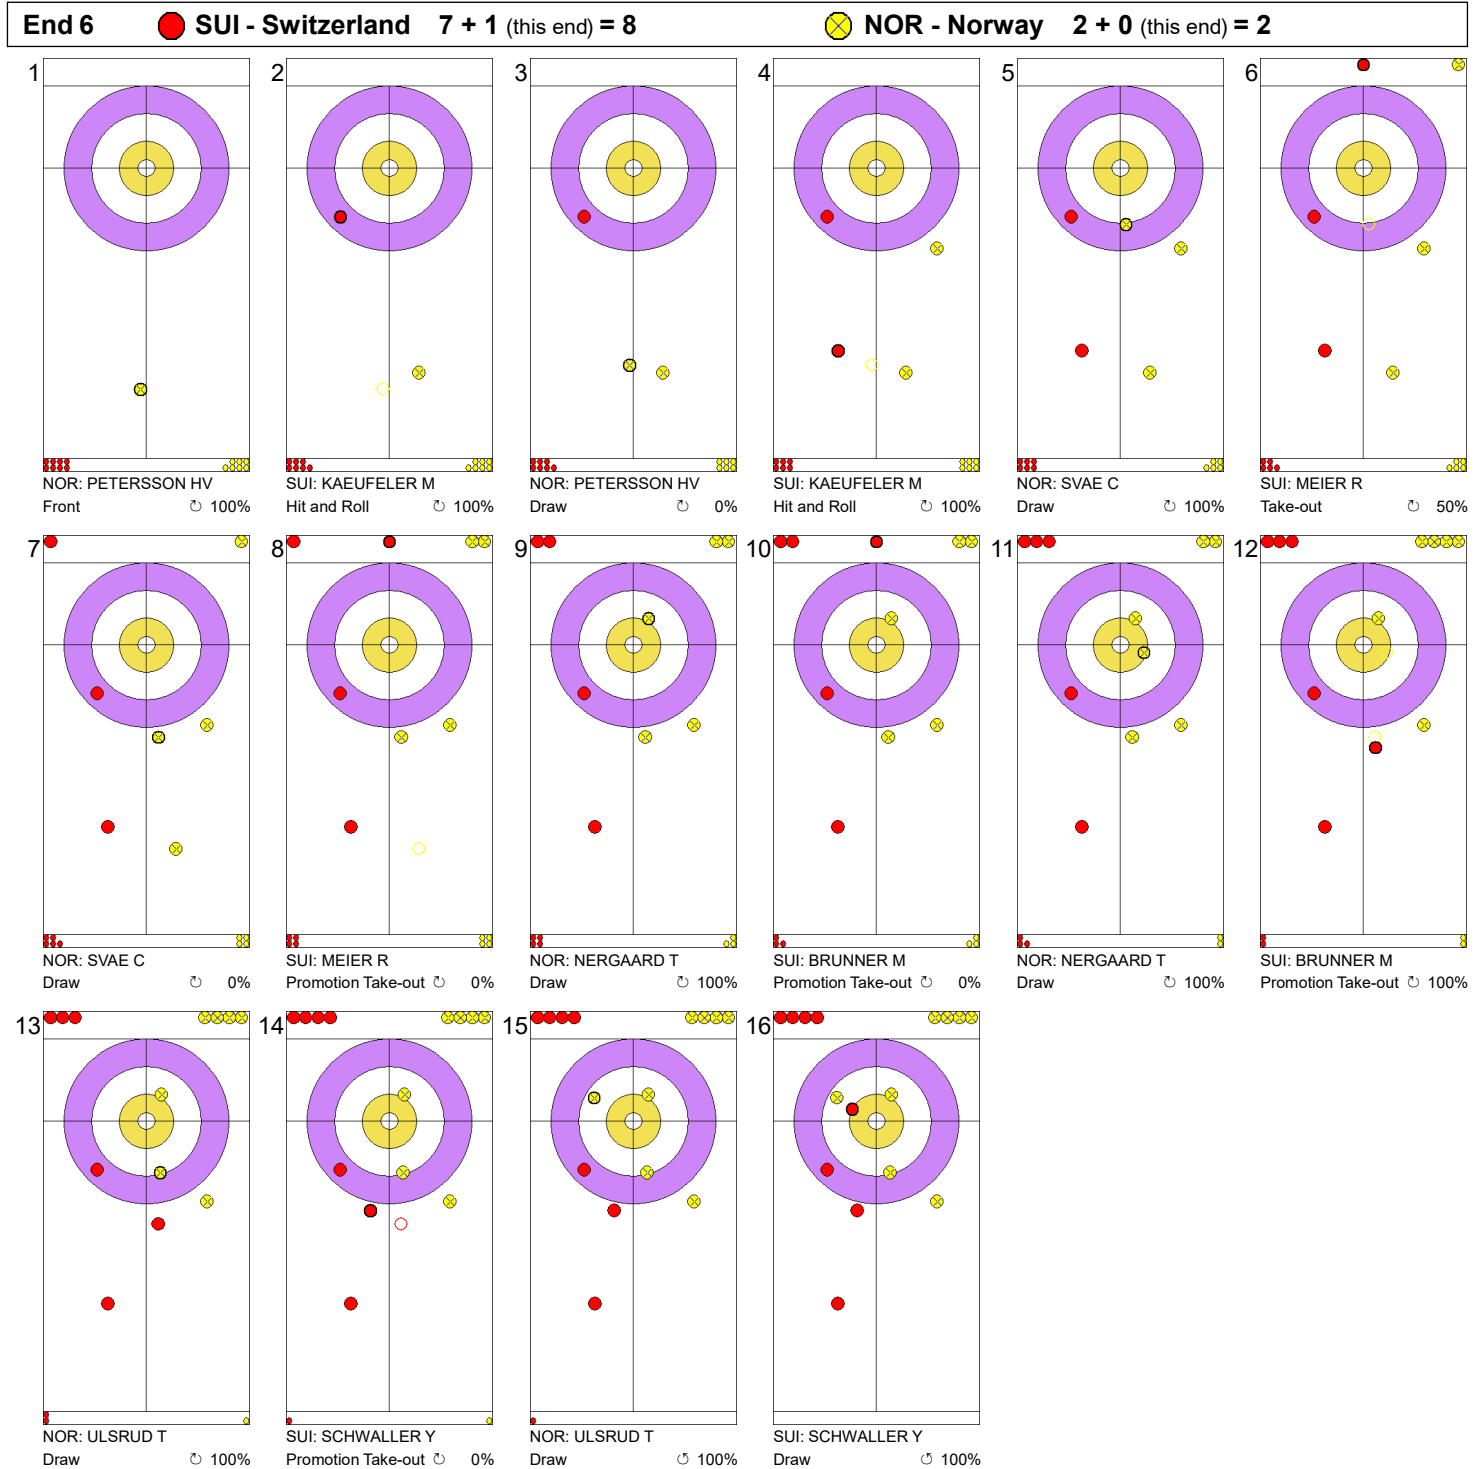 End 6 SUI - Switzerland 7 + 1 (this end) = 8 NOR - Norway 2 + 0 (this end) = 2
1 2 3 4 5 6
NOR: PETERSSON HV SUI: KAEUFELER M NOR: PETERSSON HV SUI: KAEUFELER M NOR: SVAE C SUI: MEIER R
Front ↻ 100% Hit and Roll ↻ 100% Draw ↻ 0% Hit and Roll ↻ 100% Draw ↻ 100% Take-out ↻ 50%
7 8 9 10 11 12
NOR: SVAE C SUI: MEIER R NOR: NERGAARD T SUI: BRUNNER M NOR: NERGAARD T SUI: BRUNNER M
Draw ↻ 0% Promotion Take-out ↻ 0% Draw ↻ 100% Promotion Take-out ↻ 0% Draw ↻ 100% Promotion Take-out ↻ 100%
13 14 15 16
NOR: ULSRUD T SUI: SCHWALLER Y NOR: ULSRUD T SUI: SCHWALLER Y
Draw ↻ 100% Promotion Take-out ↻ 0% Draw ↺ 100% Draw ↺ 100%